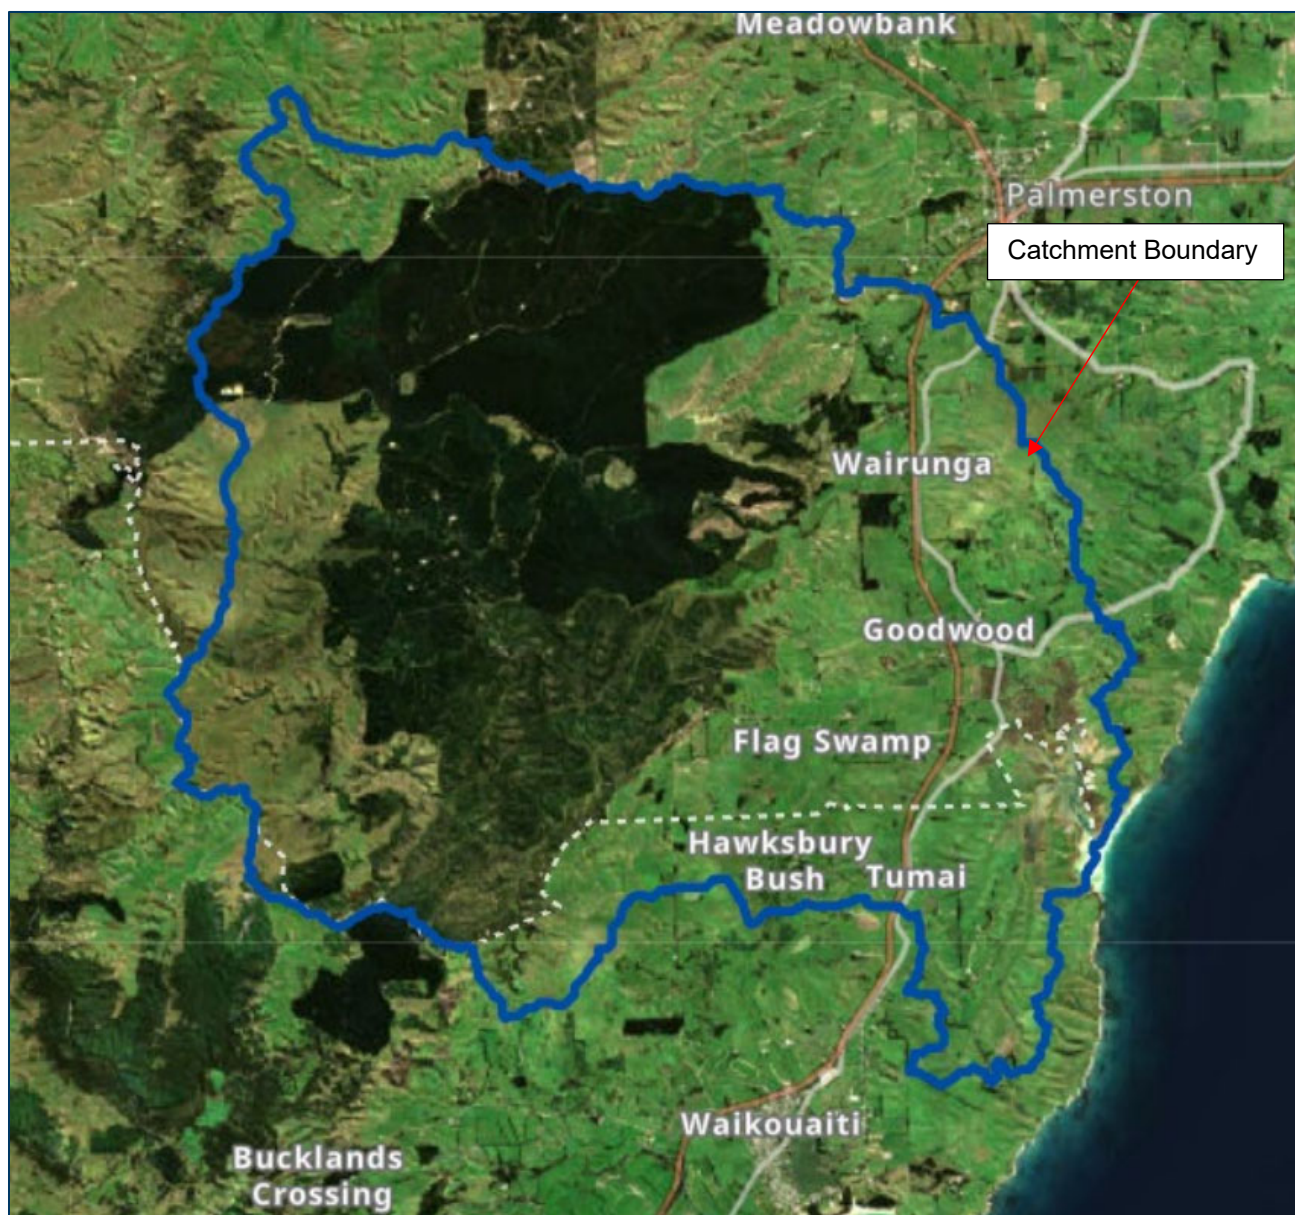 Meadowbank
Palmerston
Catchment Boundary
Wairunga
Goodwood
Flag Swamp
Hawksbury
Bush
Tumai
Waikouaiti
Bucklands
Crossing